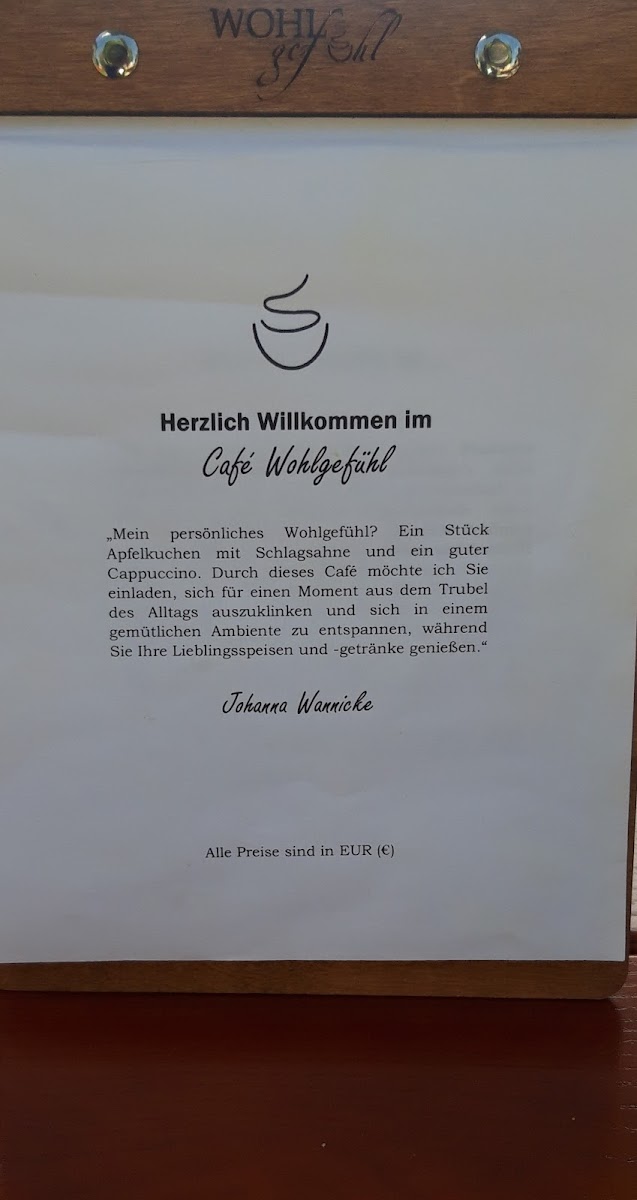 WOHL
gefühl
Herzlich Willkommen im
Café Wohlgefühl
„Mein persönliches Wohlgefühl? Ein Stück
Apfelkuchen mit Schlagsahne und ein guter
Cappuccino. Durch dieses Café möchte ich Sie
einladen, sich für einen Moment aus dem Trubel
des Alltags auszuklinken und sich in einem
gemütlichen Ambiente zu entspannen, während
Sie Ihre Lieblingsspeisen und -getränke genießen.“
Johanna Wannicke
Alle Preise sind in EUR (€)